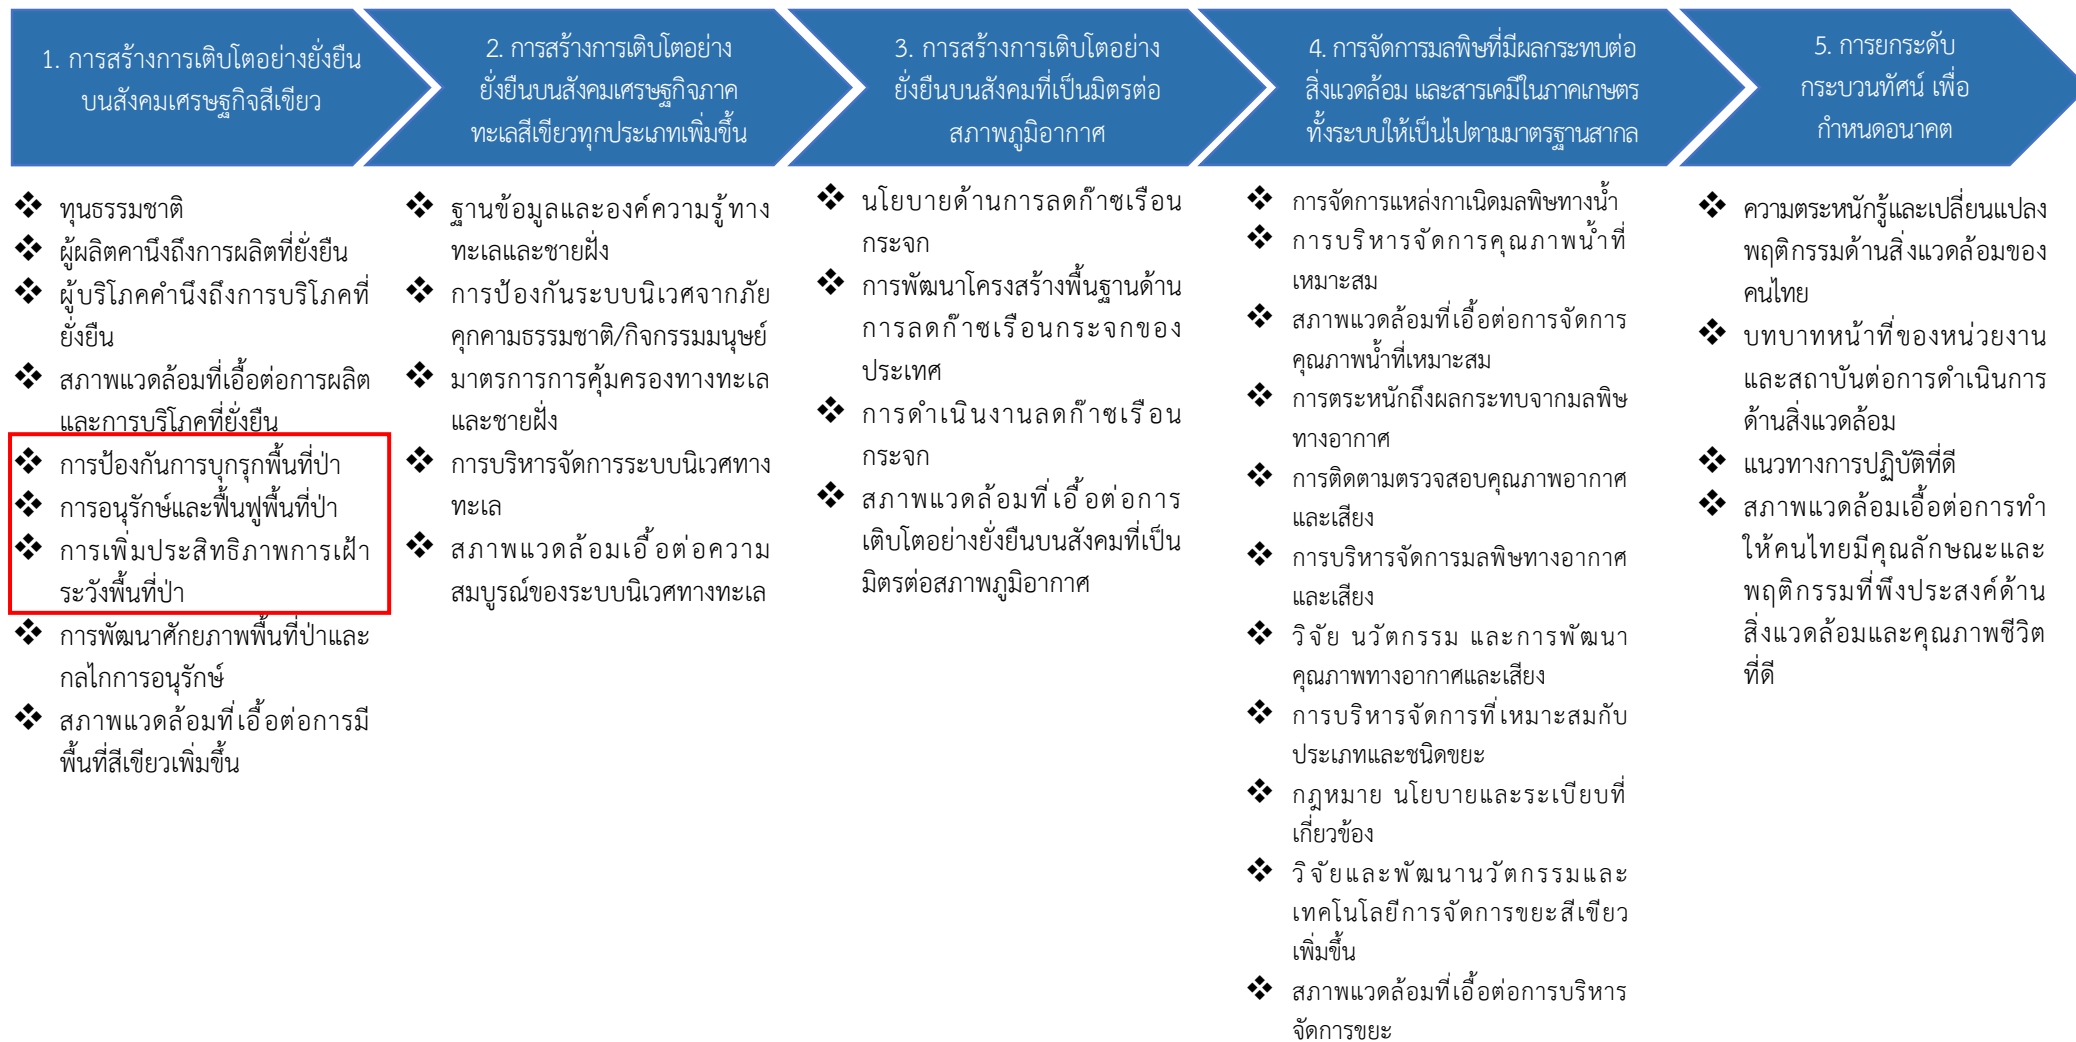 1. การสร้างการเติบโตอย่างยั่งยืน
บนสังคมเศรษฐกิจสีเขียว
2. การสร้างการเติบโตอย่าง
ยั่งยืนบนสังคมเศรษฐกิจภาค
ทะเลสีเขียวทุกประเภทเพิ่มขึ้น
3. การสร้างการเติบโตอย่าง
ยั่งยืนบนสังคมที่เป็นมิตรต่อ
สภาพภูมิอากาศ
4. การจัดการมลพิษที่มีผลกระทบต่อ
สิ่งแวดล้อม และสารเคมีในภาคเกษตร
ทั้งระบบให้เป็นไปตามมาตรฐานสากล
5. การยกระดับ
กระบวนทัศน์ เพื่อ
กำหนดอนาคต
❖ ทุนธรรมชาติ
❖ ผู้ผลิตคานึงถึงการผลิตที่ยั่งยืน
❖ ผู้บริโภคคำนึงถึงการบริโภคที่
ยั่งยืน
❖ สภาพแวดล้อมที่เอื้อต่อการผลิต
และการบริโภคที่ยั่งยืน
❖ การป้องกันการบุกรุกพื้นที่ป่า
❖ การอนุรักษ์และฟื้นฟูพื้นที่ป่า
❖ การเพิ่มประสิทธิภาพการเฝ้า
ระวังพื้นที่ป่า
❖ การพัฒนาศักยภาพพื้นที่ป่าและ
กลไกการอนุรักษ์
❖ สภาพแวดล้อมที่เอื้อต่อการมี
พื้นที่สีเขียวเพิ่มขึ้น
❖ ฐานข้อมูลและองค์ความรู้ทาง
ทะเลและชายฝั่ง
❖ การป้องกันระบบนิเวศจากภัย
คุกคามธรรมชาติ/กิจกรรมมนุษย์
❖ มาตรการการคุ้มครองทางทะเล
และชายฝั่ง
❖ การบริหารจัดการระบบนิเวศทาง
ทะเล
❖ สภาพแวดล้อมเอื้อต่อความ
สมบูรณ์ของระบบนิเวศทางทะเล
❖ นโยบายด้านการลดก๊าซเรือน
กระจก
❖ การพัฒนาโครงสร้างพื้นฐานด้าน
การลดก๊าซเรือนกระจกของ
ประเทศ
❖ การดำเนินงานลดก๊าซเรือน
กระจก
❖ สภาพแวดล้อมที่เอื้อต่อการ
เติบโตอย่างยั่งยืนบนสังคมที่เป็น
มิตรต่อสภาพภูมิอากาศ
❖ การจัดการแหล่งกาเนิดมลพิษทางน้ำ
❖ การบริหารจัดการคุณภาพน้ำที่
เหมาะสม
❖ สภาพแวดล้อมที่เอื้อต่อการจัดการ
คุณภาพน้ำที่เหมาะสม
❖ การตระหนักถึงผลกระทบจากมลพิษ
ทางอากาศ
❖ การติดตามตรวจสอบคุณภาพอากาศ
และเสียง
❖ การบริหารจัดการมลพิษทางอากาศ
และเสียง
❖ วิจัย นวัตกรรม และการพัฒนา
คุณภาพทางอากาศและเสียง
❖ การบริหารจัดการที่เหมาะสมกับ
ประเภทและชนิดขยะ
❖ กฎหมาย นโยบายและระเบียบที่
เกี่ยวข้อง
❖ วิจัยและพัฒนานวัตกรรมและ
เทคโนโลยีการจัดการขยะสีเขียว
เพิ่มขึ้น
❖ สภาพแวดล้อมที่เอื้อต่อการบริหาร
จัดการขยะ
❖ ความตระหนักรู้และเปลี่ยนแปลง
พฤติกรรมด้านสิ่งแวดล้อมของ
คนไทย
❖ บทบาทหน้าที่ของหน่วยงาน
และสถาบันต่อการดำเนินการ
ด้านสิ่งแวดล้อม
❖ แนวทางการปฏิบัติที่ดี
❖ สภาพแวดล้อมเอื้อต่อการทำ
ให้คนไทยมีคุณลักษณะและ
พฤติกรรมที่พึงประสงค์ด้าน
สิ่งแวดล้อมและคุณภาพชีวิต
ที่ดี